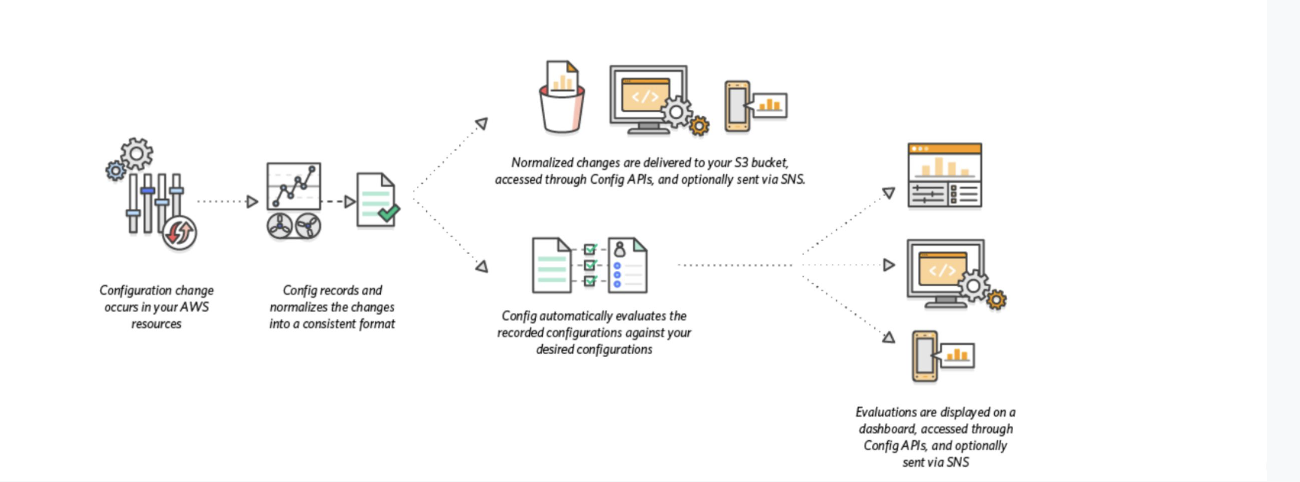 Normalized changes are delivered to your S3 bucket,
accessed through Config APIs, and optionally sent via SNS.
Configuration change
occurs in your AWS
resources
Config records and
normalizes the changes
into a consistent format
Config automatically evaluates the
recorded configurations against your
desired configurations
Evaluations are displayed on a
dashboard, accessed through
Config APIs, and optionally
sent via SNS